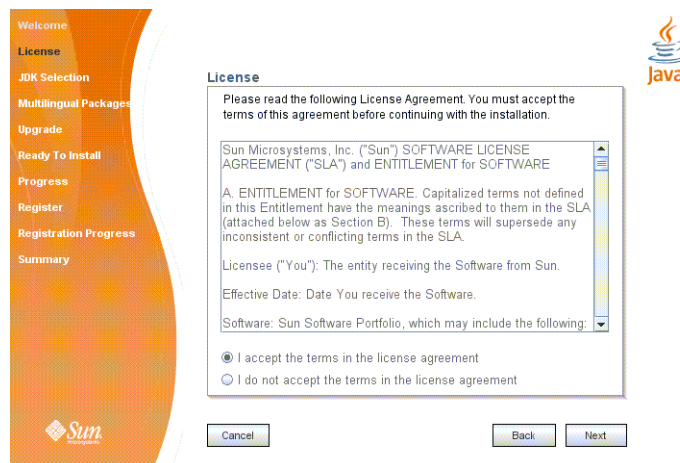 Welcome
License
JDK Selection
Multilingual Packages
Upgrade
Ready To Install
Progress
Register
Registration Progress
Summary
Sun
microsystems
Java
License
Please read the following License Agreement. You must accept the
terms of this agreement before continuing with the installation.
Sun Microsystems, Inc. ("Sun") SOFTWARE LICENSE
AGREEMENT ("SLA") and ENTITLEMENT for SOFTWARE
A. ENTITLEMENT for SOFTWARE. Capitalized terms not defined
in this Entitlement have the meanings ascribed to them in the SLA
(attached below as Section B). These terms will supersede any
inconsistent or conflicting terms in the SLA.
Licensee ("You"): The entity receiving the Software from Sun.
Effective Date: Date You receive the Software.
Software: Sun Software Portfolio, which may include the following:
I accept the terms in the license agreement
I do not accept the terms in the license agreement
Cancel
Back
Next